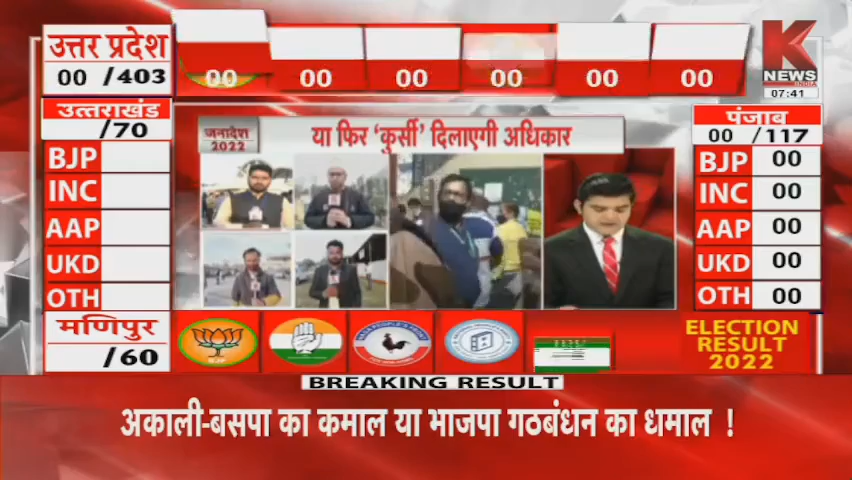 उत्तर प्रदेश
00 /403
00 00 00 00 00 00
K
NEWS
INDIA
07:41
उत्तराखंड
/70
BJP
INC
AAP
UKD
OTH
जनादेश
2022
या फिर 'कुर्सी' दिलाएगी अधिकार
पंजाब
00 /117
BJP 00
INC 00
AAP 00
UKD 00
OTH 00
मणिपुर
/60
BJP
ELECTION
RESULT
2022
BREAKING RESULT
अकाली-बसपा का कमाल या भाजपा गठबंधन का धमाल !